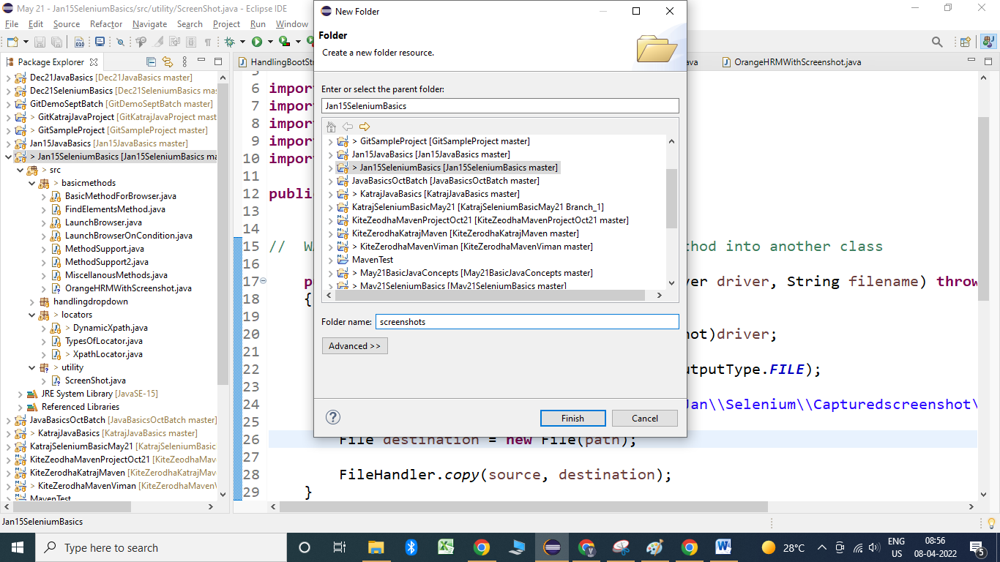 May 21 - Jan15SeleniumBasics/src/utility/ScreenShot.java - Eclipse IDE
File Edit Source Refactor Navigate Search Project Run Window
Package Explorer
Dec21JavaBasics [Dec21JavaBasics master]
Dec21SeleniumBasics [Dec21SeleniumBasics mas
GitDemoSeptBatch [GitDemoSeptBatch master]
> GitKatrajJavaProject [GitKatrajJavaProject mast
> GitSampleProject [GitSampleProject master]
Jan15JavaBasics [Jan15JavaBasics master]
> Jan15SeleniumBasics [Jan15SeleniumBasics ma
> src
> basicmethods
BasicMethodForBrowser.java
FindElementsMethod.java
LaunchBrowser.java
LaunchBrowserOnCondition.java
MethodSupport.java
MethodSupport2.java
MiscellanousMethods.java
OrangeHRMWithScreenshot.java
handlingdropdown
> locators
> DynamicXpath.java
TypesOfLocator.java
> XpathLocator.java
> utility
ScreenShot.java
JRE System Library [JavaSE-15]
Referenced Libraries
JavaBasicsOctBatch [JavaBasicsOctBatch master]
> KatrajJavaBasics [KatrajJavaBasics master]
KatrajSeleniumBasicMay21 [KatrajSeleniumBasic
KiteZeodhaMavenProjectOct21 [KiteZeodhaMav
KiteZerodhaKatrajMaven [KiteZerodhaKatrajMav
> KiteZerodhaMavenViman [KiteZerodhaMavenV
MavenTest
Jan15SeleniumBasics
HandlingBootStr
ava
OrangeHRMWithScreenshot.java
5
6 impor
7 impor
8 impor
9 impor
10 impor
11
12 publi
13
14
15 // W thod into another class
16
17 p ver driver, String filename) throw
18 {
19
20 ot)driver;
21
22 utputType.FILE);
23
24 Jan\\Selenium\\Capturedscreenshot\
25
26 File destination = new File(path);
27
28 FileHandler.copy(source, destination);
29 }
New Folder
Folder
Create a new folder resource.
Enter or select the parent folder:
Jan15SeleniumBasics
> GitSampleProject [GitSampleProject master]
Jan15JavaBasics [Jan15JavaBasics master]
> Jan15SeleniumBasics [Jan15SeleniumBasics master]
JavaBasicsOctBatch [JavaBasicsOctBatch master]
> KatrajJavaBasics [KatrajJavaBasics master]
KatrajSeleniumBasicMay21 [KatrajSeleniumBasicMay21 Branch_1]
KiteZeodhaMavenProjectOct21 [KiteZeodhaMavenProjectOct21 master]
KiteZerodhaKatrajMaven [KiteZerodhaKatrajMaven master]
> KiteZerodhaMavenViman [KiteZerodhaMavenViman master]
MavenTest
> May21BasicJavaConcepts [May21BasicJavaConcepts master]
> May21SeleniumBasics [May21SeleniumBasics master]
Folder name: screenshots
Advanced >>
Finish
Cancel
Type here to search
28°C
ENG
US
08:56
08-04-2022
5